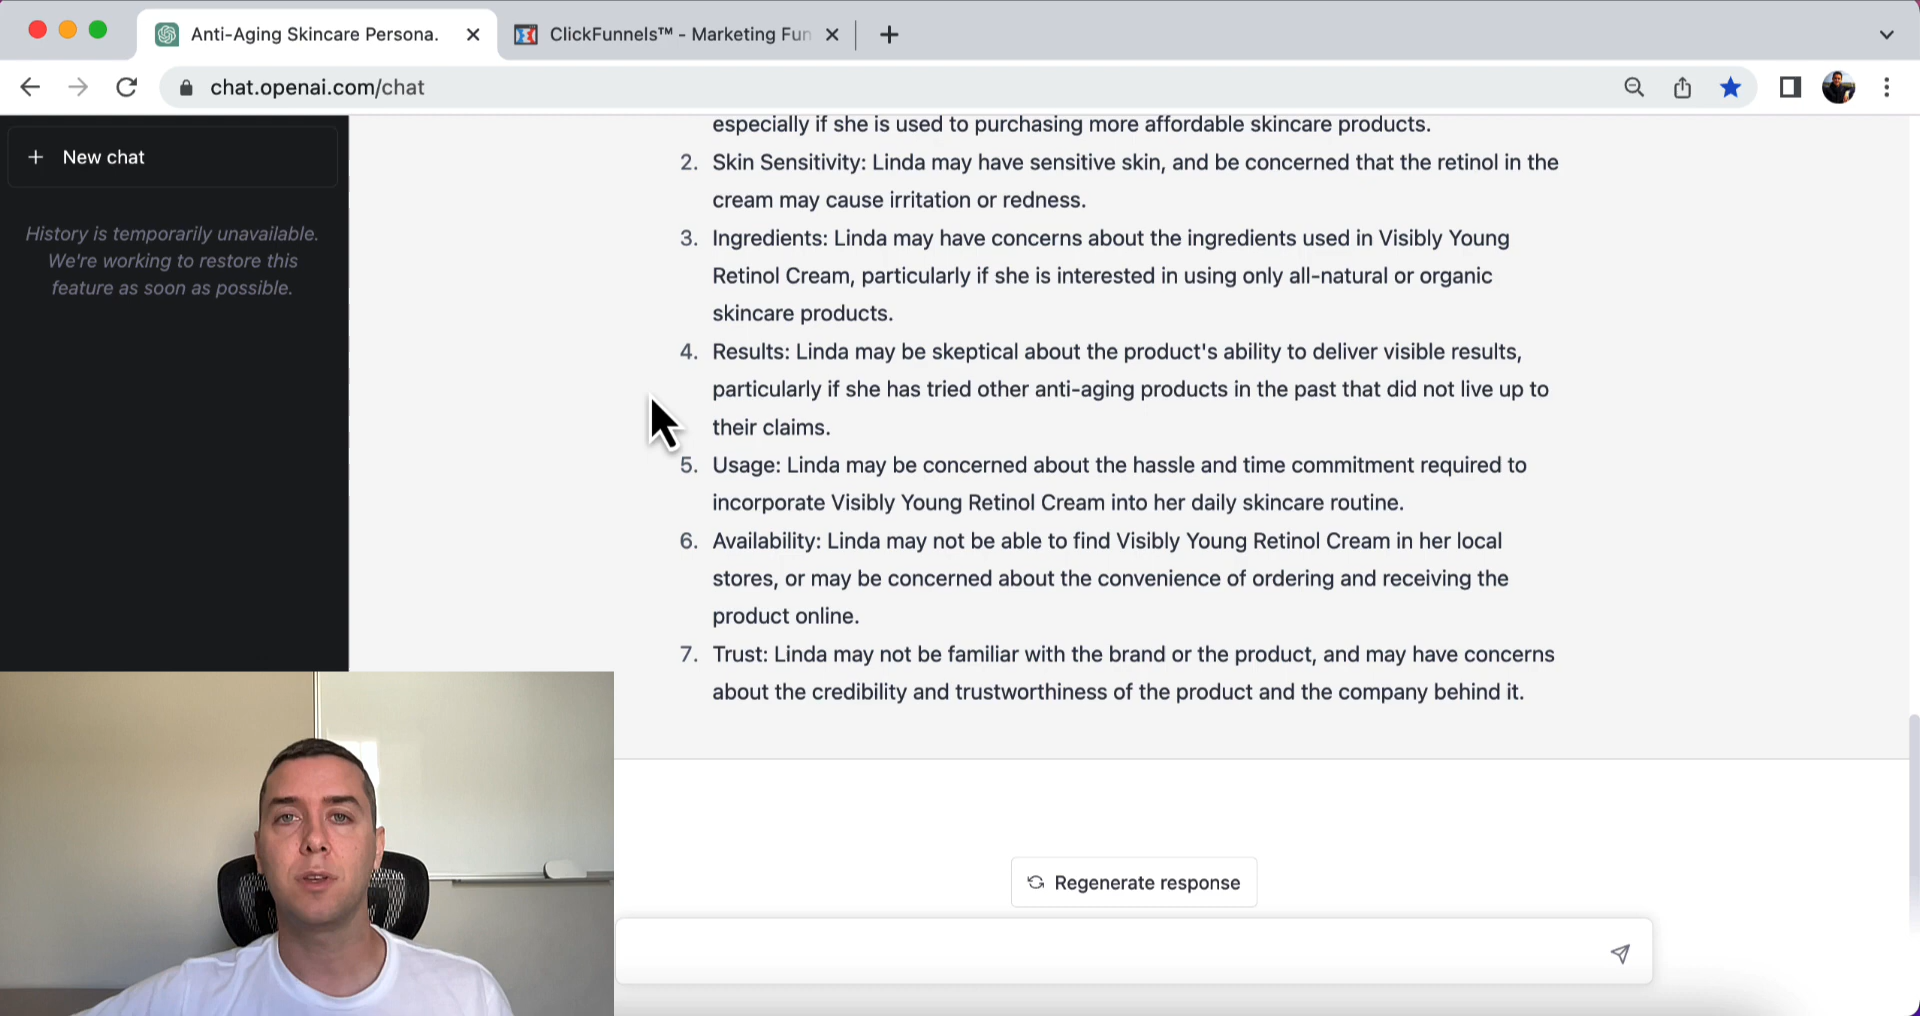 Anti-Aging Skincare Persona.
ClickFunnels™ - Marketing Fun
chat.openai.com/chat
New chat
History is temporarily unavailable.
We're working to restore this
feature as soon as possible.
especially if she is used to purchasing more affordable skincare products.
2. Skin Sensitivity: Linda may have sensitive skin, and be concerned that the retinol in the
cream may cause irritation or redness.
3. Ingredients: Linda may have concerns about the ingredients used in Visibly Young
Retinol Cream, particularly if she is interested in using only all-natural or organic
skincare products.
4. Results: Linda may be skeptical about the product's ability to deliver visible results,
particularly if she has tried other anti-aging products in the past that did not live up to
their claims.
5. Usage: Linda may be concerned about the hassle and time commitment required to
incorporate Visibly Young Retinol Cream into her daily skincare routine.
6. Availability: Linda may not be able to find Visibly Young Retinol Cream in her local
stores, or may be concerned about the convenience of ordering and receiving the
product online.
7. Trust: Linda may not be familiar with the brand or the product, and may have concerns
about the credibility and trustworthiness of the product and the company behind it.
Regenerate response